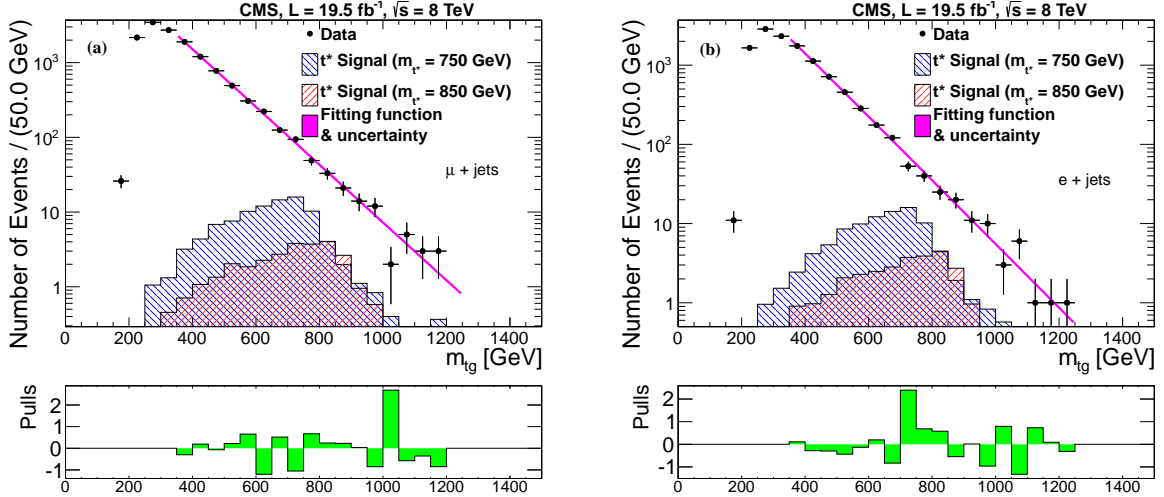 CMS, L = 19.5 fb⁻¹, √s = 8 TeV
(a)
Data
t* Signal (m_t* = 750 GeV)
t* Signal (m_t* = 850 GeV)
Fitting function
& uncertainty
μ + jets
Number of Events / (50.0 GeV)
10³
10²
10
1
0 200 400 600 800 1000 1200 1400
m_tg [GeV]
Pulls
2
1
0
-1
0 200 400 600 800 1000 1200 1400
CMS, L = 19.5 fb⁻¹, √s = 8 TeV
(b)
Data
t* Signal (m_t* = 750 GeV)
t* Signal (m_t* = 850 GeV)
Fitting function
& uncertainty
e + jets
Number of Events / (50.0 GeV)
10³
10²
10
1
0 200 400 600 800 1000 1200 1400
m_tg [GeV]
Pulls
2
1
0
-1
0 200 400 600 800 1000 1200 1400